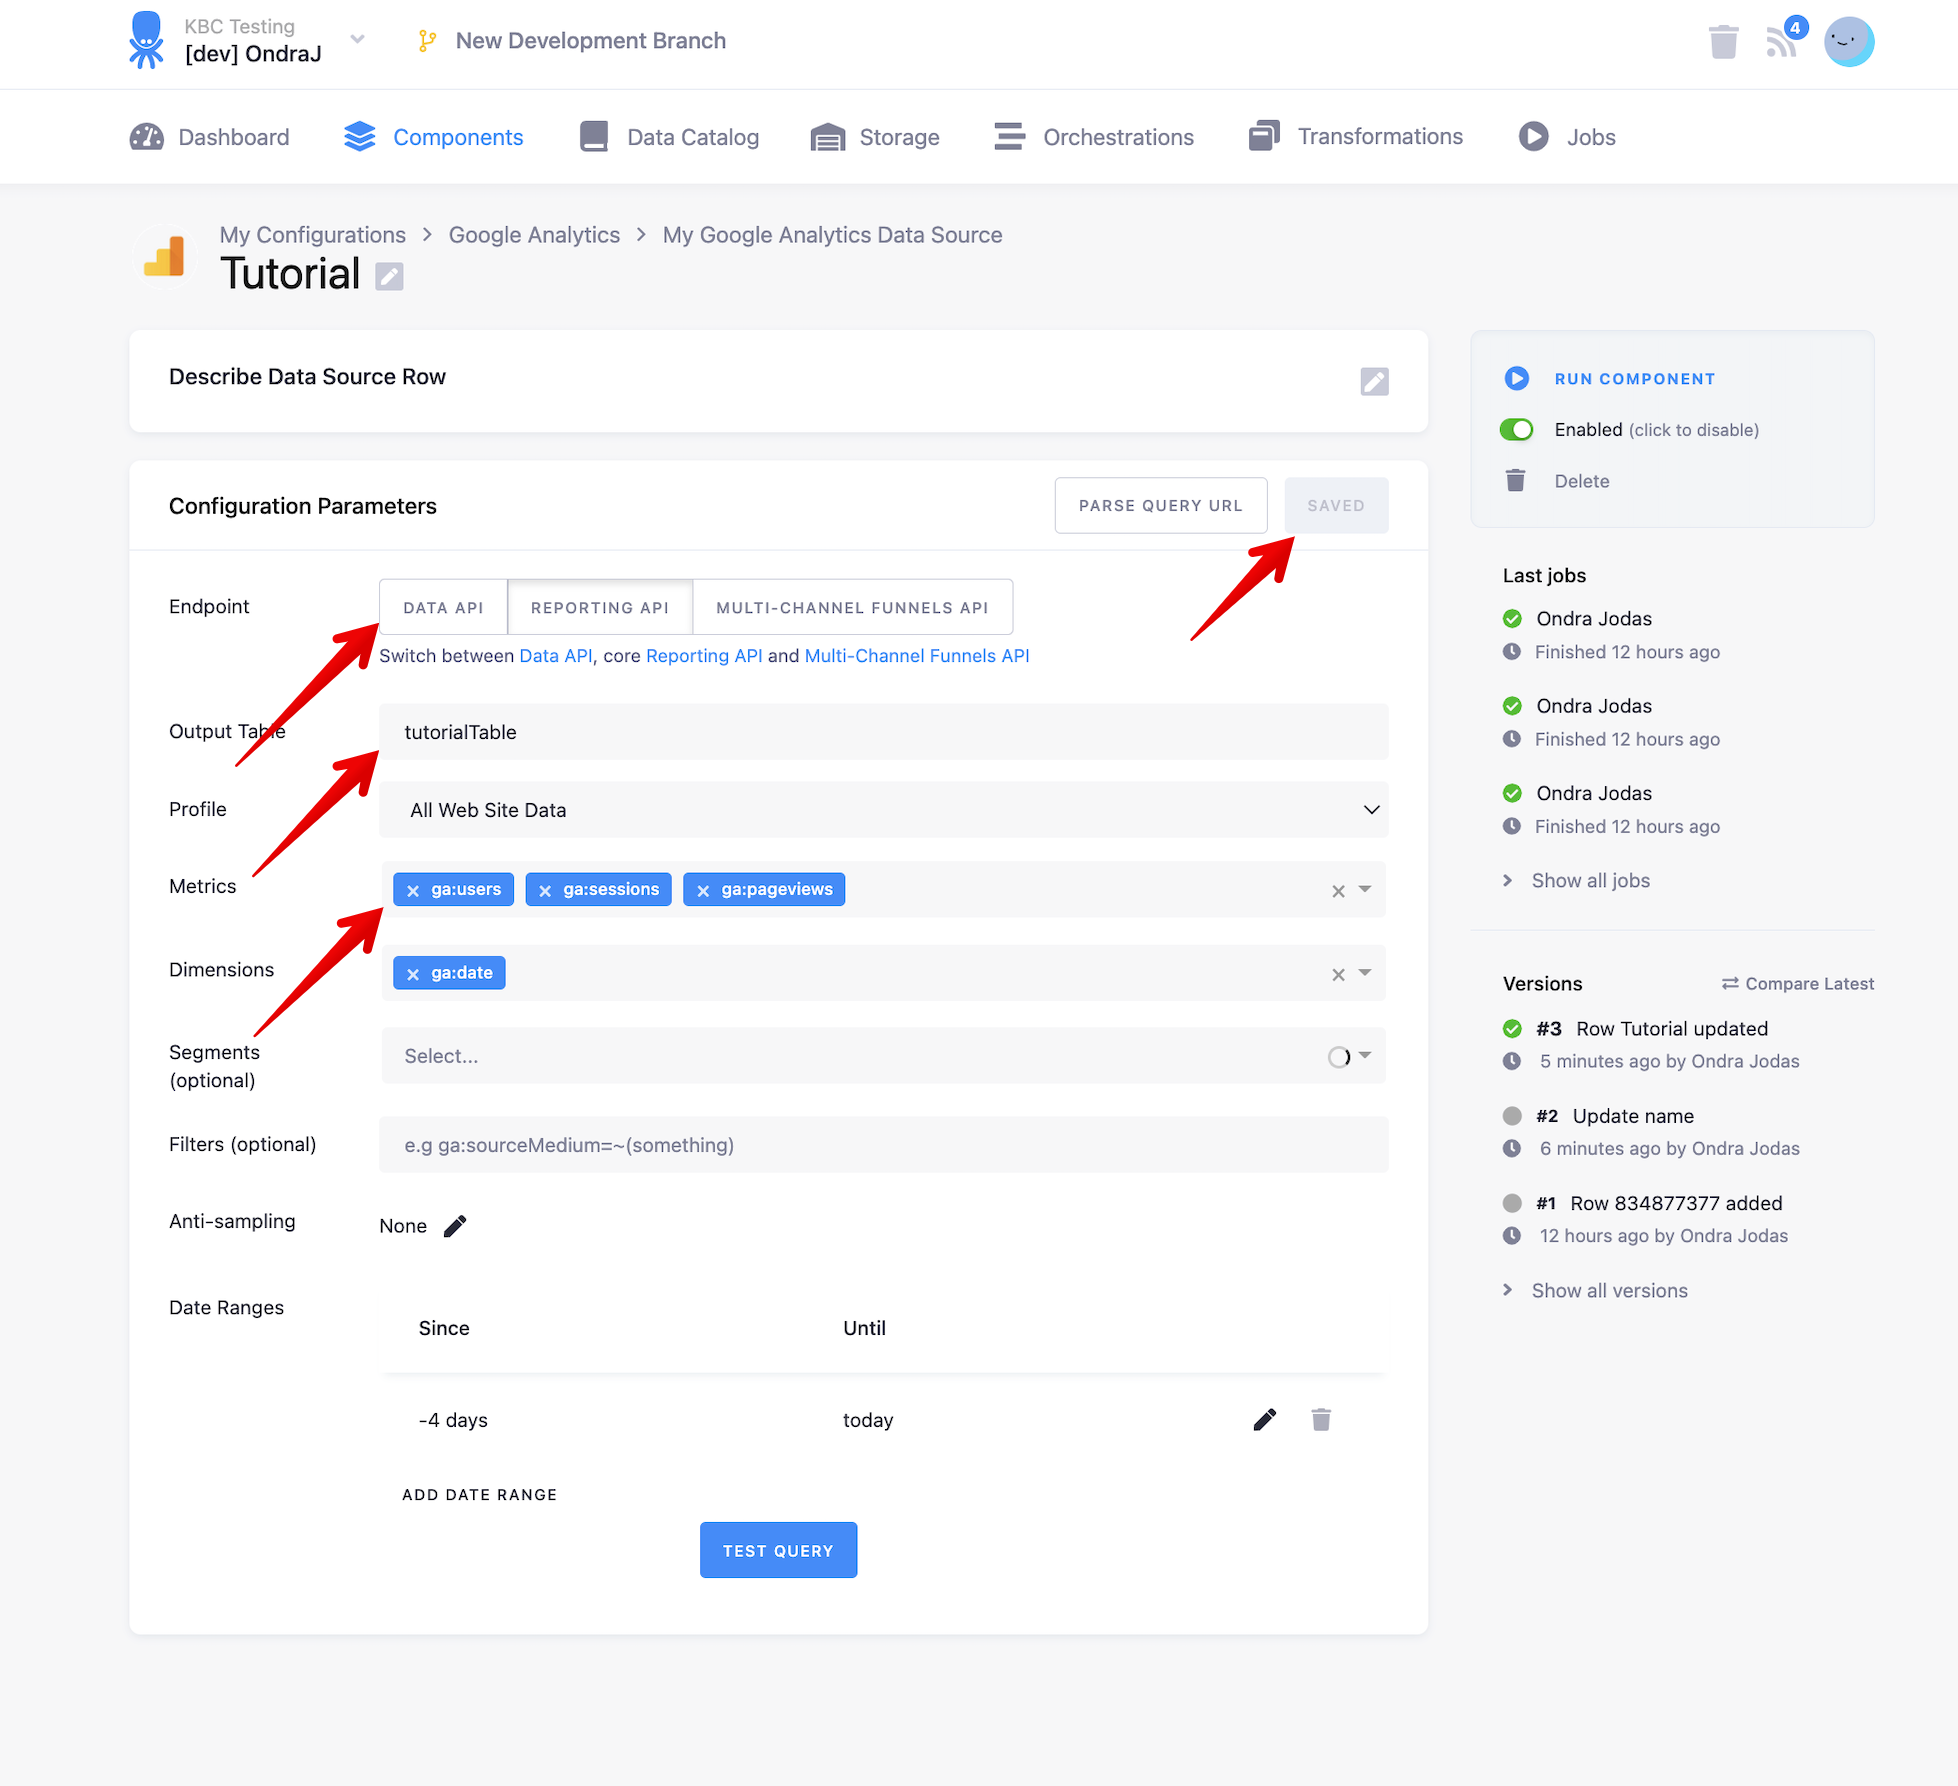 KBC Testing
[dev] OndraJ
New Development Branch
4
Dashboard
Components
Data Catalog
Storage
Orchestrations
Transformations
Jobs
My Configurations > Google Analytics > My Google Analytics Data Source
Tutorial
Describe Data Source Row
Configuration Parameters
PARSE QUERY URL
SAVED
Endpoint
DATA API
REPORTING API
MULTI-CHANNEL FUNNELS API
Switch between Data API, core Reporting API and Multi-Channel Funnels API
Output Table
tutorialTable
Profile
All Web Site Data
Metrics
× ga:users
× ga:sessions
× ga:pageviews
Dimensions
× ga:date
Segments
(optional)
Select...
Filters (optional)
e.g ga:sourceMedium=~(something)
Anti-sampling
None
Date Ranges
Since
Until
-4 days
today
ADD DATE RANGE
TEST QUERY
RUN COMPONENT
Enabled (click to disable)
Delete
Last jobs
Ondra Jodas
Finished 12 hours ago
Ondra Jodas
Finished 12 hours ago
Ondra Jodas
Finished 12 hours ago
Show all jobs
Versions
Compare Latest
#3 Row Tutorial updated
5 minutes ago by Ondra Jodas
#2 Update name
6 minutes ago by Ondra Jodas
#1 Row 834877377 added
12 hours ago by Ondra Jodas
Show all versions